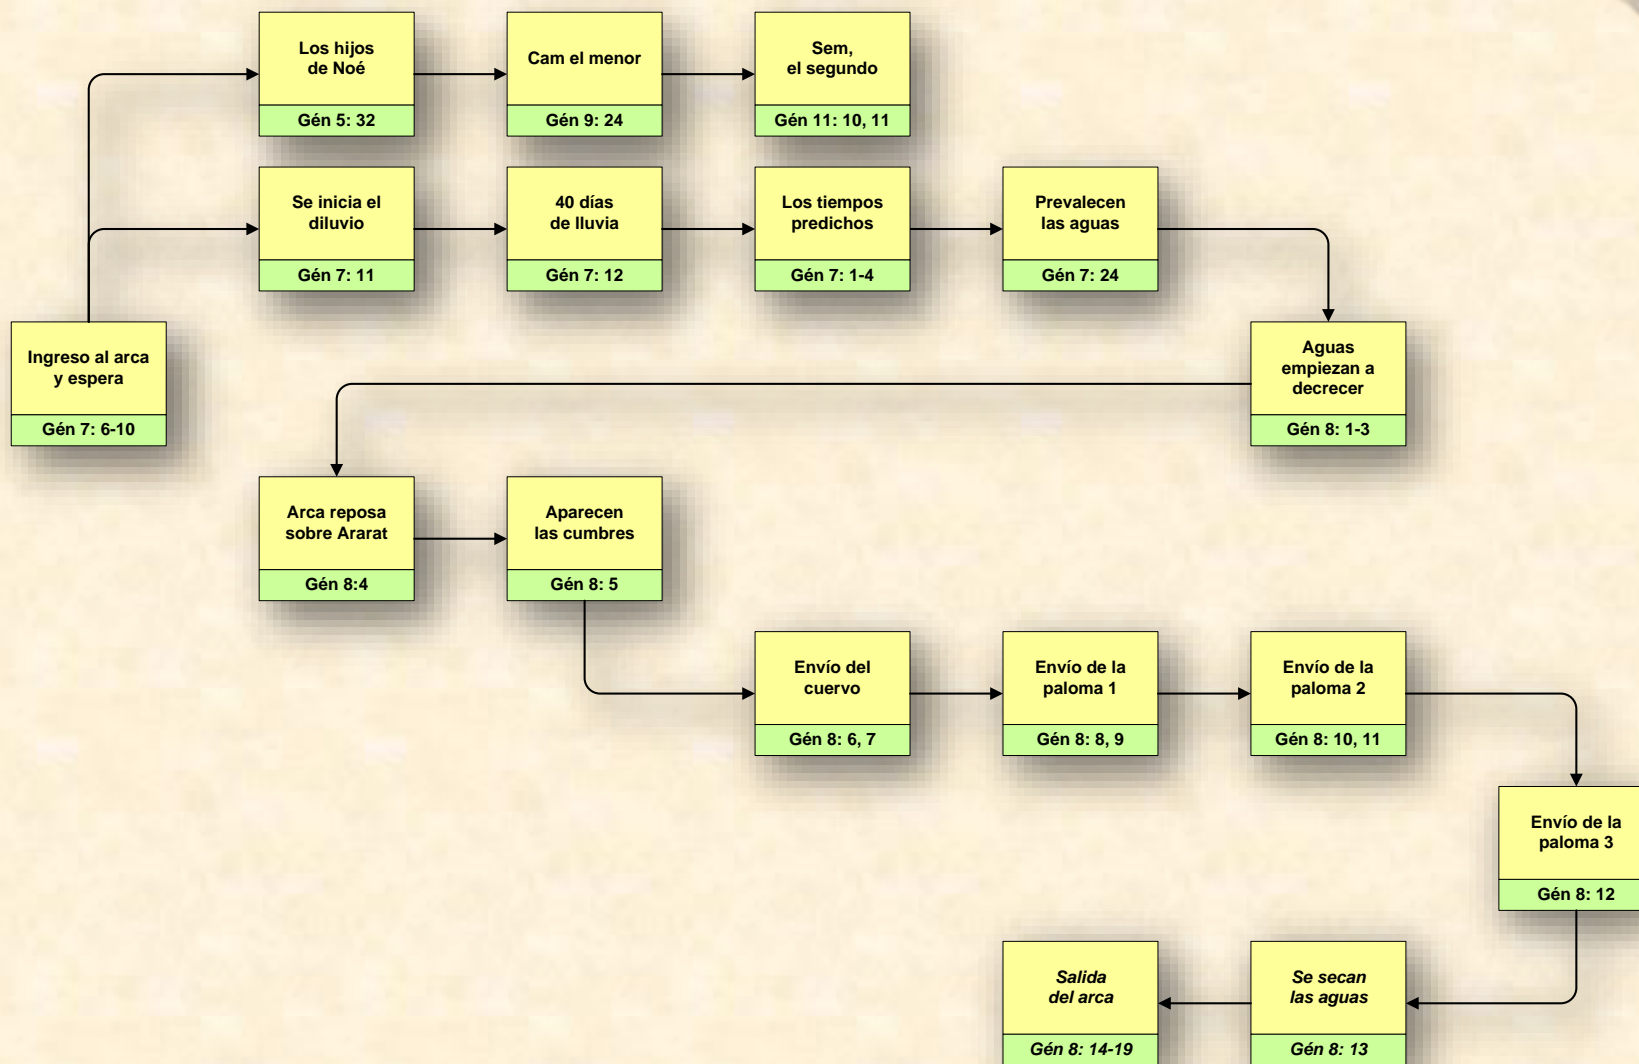 Los hijos
de Noé
Gén 5: 32
Cam el menor
Gén 9: 24
Sem,
el segundo
Gén 11: 10, 11
Se inicia el
diluvio
Gén 7: 11
40 días
de lluvia
Gén 7: 12
Los tiempos
predichos
Gén 7: 1-4
Prevalecen
las aguas
Gén 7: 24
Ingreso al arca
y espera
Gén 7: 6-10
Aguas
empiezan a
decrecer
Gén 8: 1-3
Arca reposa
sobre Ararat
Gén 8:4
Aparecen
las cumbres
Gén 8: 5
Envío del
cuervo
Gén 8: 6, 7
Envío de la
paloma 1
Gén 8: 8, 9
Envío de la
paloma 2
Gén 8: 10, 11
Envío de la
paloma 3
Gén 8: 12
Salida
del arca
Gén 8: 14-19
Se secan
las aguas
Gén 8: 13